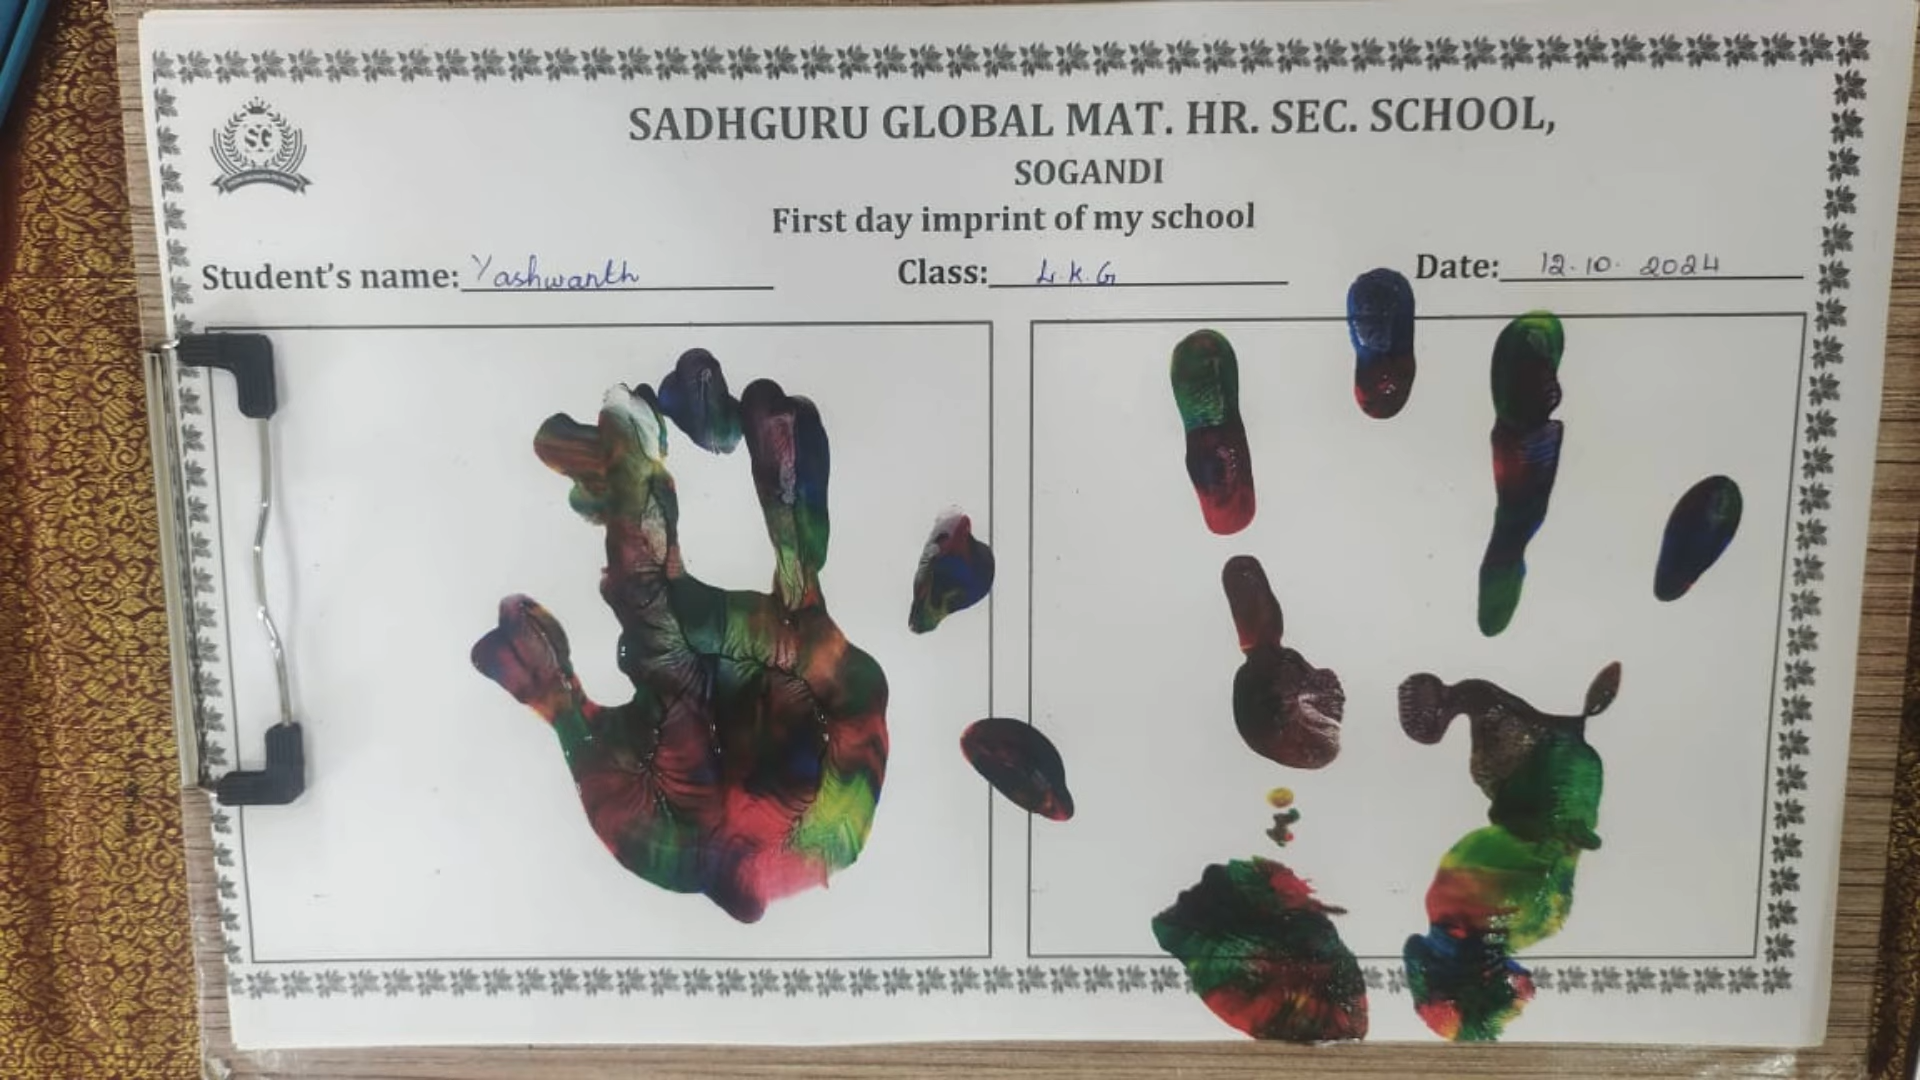 SG
SADHGURU GLOBAL MAT. HR. SEC. SCHOOL,
SOGANDI
First day imprint of my school
Student's name: Yashwanth Class: L.K.G Date: 12.10. 2024